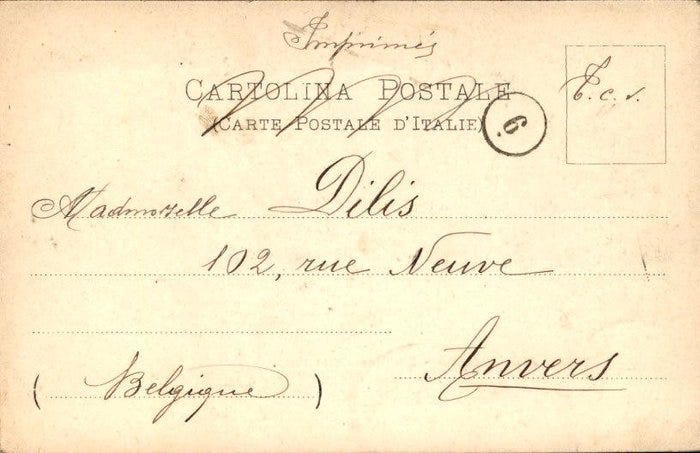 Imprimés
CARTOLINA POSTALE
(CARTE POSTALE D'ITALIE)
6.
T.c.v.
Mademoiselle Dilis
102, rue Neuve
Anvers
(Belgique)